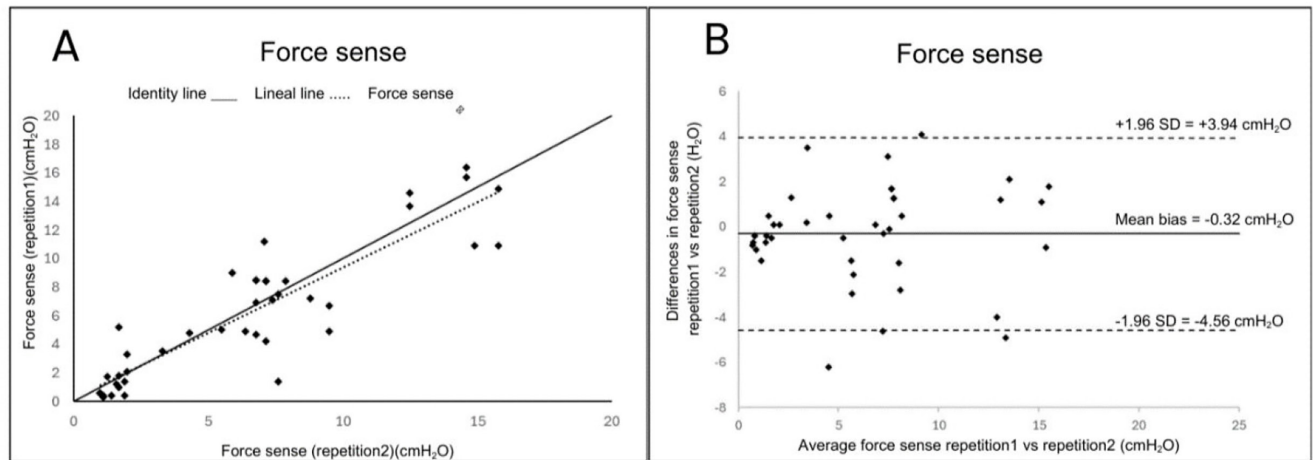 A
Force sense
Identity line ___ Lineal line ..... Force sense
Force sense (repetition1)(cmH₂O)
20
18
16
14
12
10
8
6
4
2
0
0 5 10 15 20
Force sense (repetition2)(cmH₂O)
B
Force sense
Differences in force sense
repetition1 vs repetition2 (H₂O)
6
4
2
0
-2
-4
-6
-8
+1.96 SD = +3.94 cmH₂O
Mean bias = -0.32 cmH₂O
-1.96 SD = -4.56 cmH₂O
0 5 10 15 20 25
Average force sense repetition1 vs repetition2 (cmH₂O)